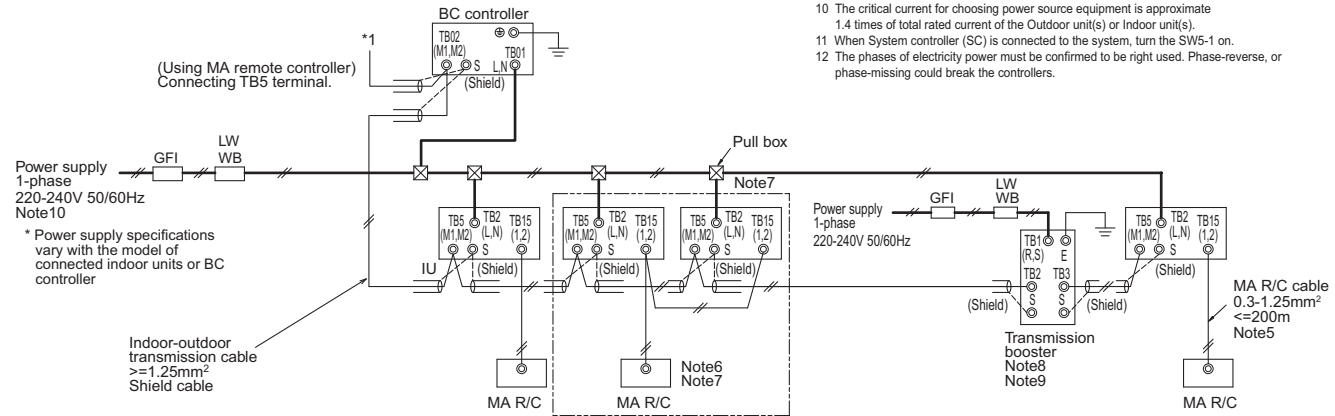 BC controller
10 The critical current for choosing power source equipment is approximate
1.4 times of total rated current of the Outdoor unit(s) or Indoor unit(s).
11 When System controller (SC) is connected to the system, turn the SW5-1 on.
12 The phases of electricity power must be confirmed to be right used. Phase-reverse, or
phase-missing could break the controllers.
*1
TB02
(M1,M2)
S
TB01
L,N
(Shield)
(Using MA remote controller)
Connecting TB5 terminal.
Pull box
GFI
LW
WB
Power supply
1-phase
220-240V 50/60Hz
Note10
* Power supply specifications
vary with the model of
connected indoor units or BC
controller
Note7
IU
TB5
(M1,M2)
TB2
(L,N)
TB15
(1,2)
S
(Shield)
TB5
(M1,M2)
TB2
(L,N)
TB15
(1,2)
S
(Shield)
TB5
(M1,M2)
TB2
(L,N)
TB15
(1,2)
S
(Shield)
Power supply
1-phase
220-240V 50/60Hz
GFI
LW
WB
TB1
(R,S)
E
TB2
S
TB3
S
(Shield)
(Shield)
Transmission
booster
Note8
Note9
TB5
(M1,M2)
TB2
(L,N)
TB15
(1,2)
S
(Shield)
MA R/C cable
0.3-1.25mm²
<=200m
Note5
Indoor-outdoor
transmission cable
>=1.25mm²
Shield cable
MA R/C
Note6
Note7
MA R/C
MA R/C